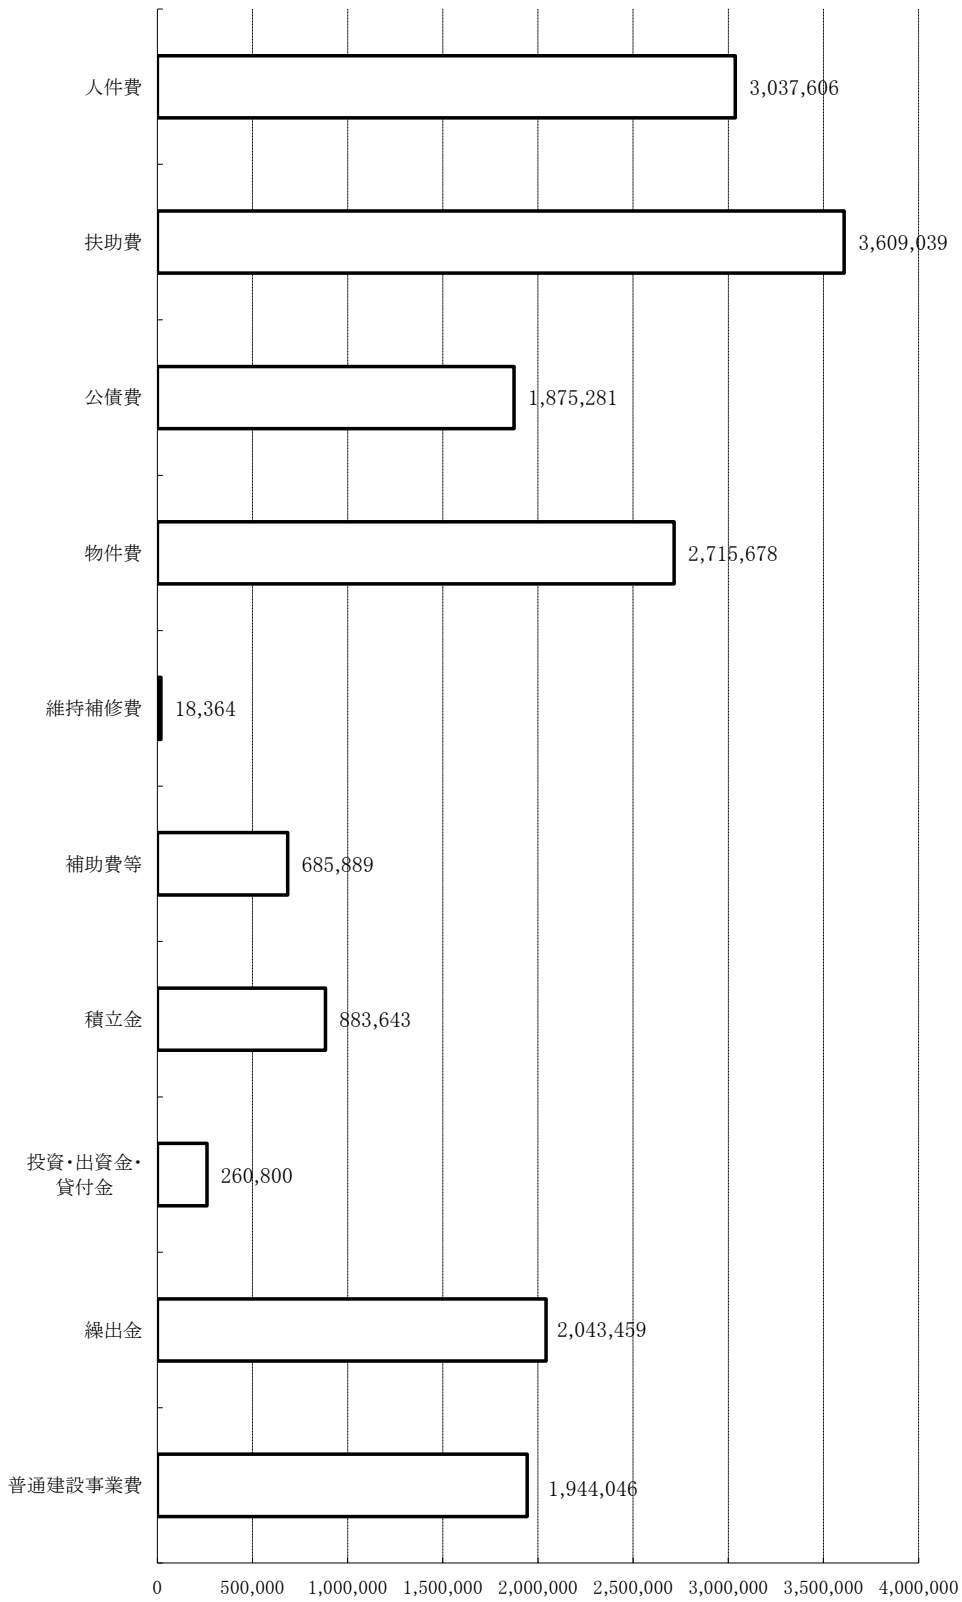 人件費
3,037,606
扶助費
3,609,039
公債費
1,875,281
物件費
2,715,678
維持補修費
18,364
補助費等
685,889
積立金
883,643
投資・出資金・
貸付金
260,800
繰出金
2,043,459
普通建設事業費
1,944,046
0 500,000 1,000,000 1,500,000 2,000,000 2,500,000 3,000,000 3,500,000 4,000,000